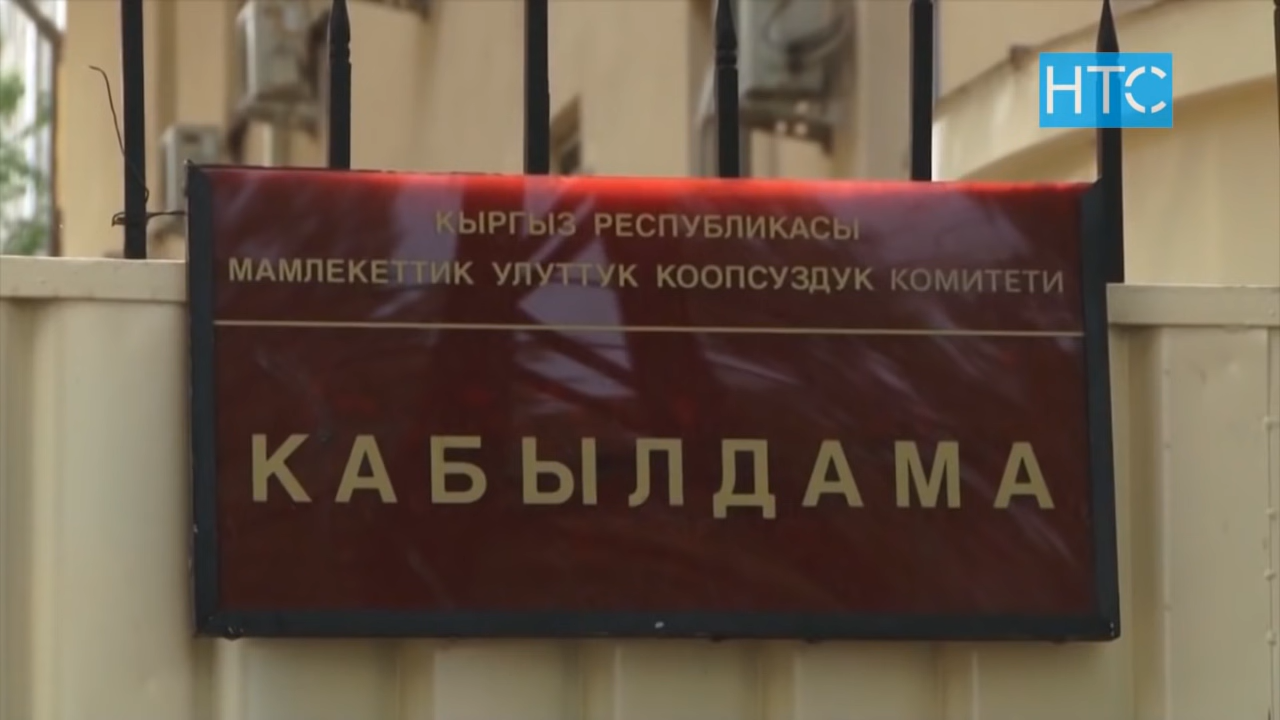 НТС
КЫРГЫЗ РЕСПУБЛИКАСЫ
МАМЛЕКЕТТИК УЛУТТУК КООПСУЗДУК КОМИТЕТИ
КАБЫЛДАМА